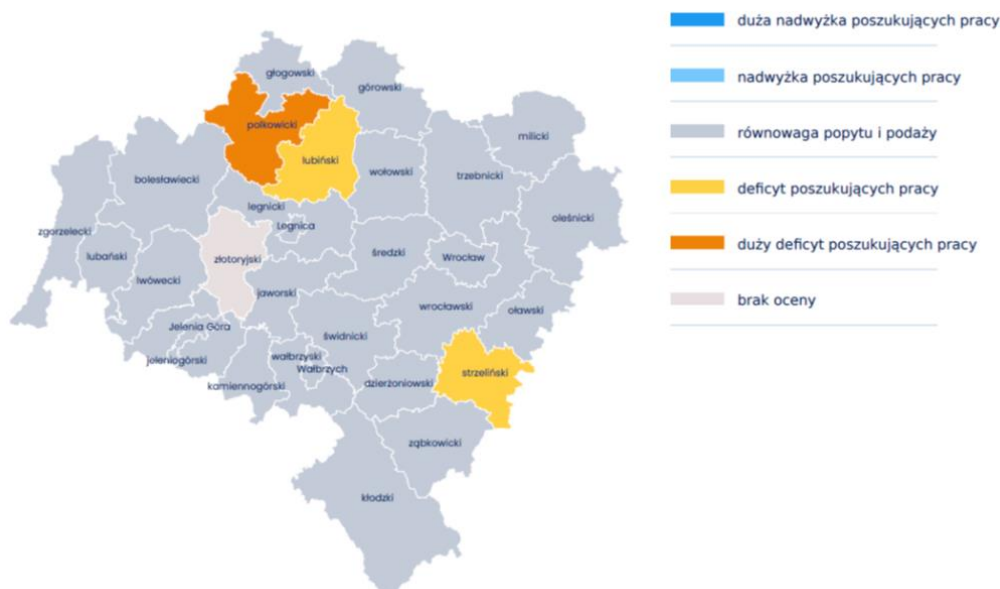 głogowski
górowski
polkowicki
milicki
lubiński
wołowski
trzebnicki
bolesławiecki
legnicki
oleśnicki
Legnica
zgorzelecki
lubański
złotoryjski
średzki
Wrocław
lwówecki
jaworski
wrocławski
oławski
Jelenia Góra
świdnicki
jeleniogórski
wałbrzyski
Wałbrzych
kamiennogórski
dzierżoniowski
strzeliński
ząbkowicki
kłodzki
duża nadwyżka poszukujących pracy
nadwyżka poszukujących pracy
równowaga popytu i podaży
deficyt poszukujących pracy
duży deficyt poszukujących pracy
brak oceny